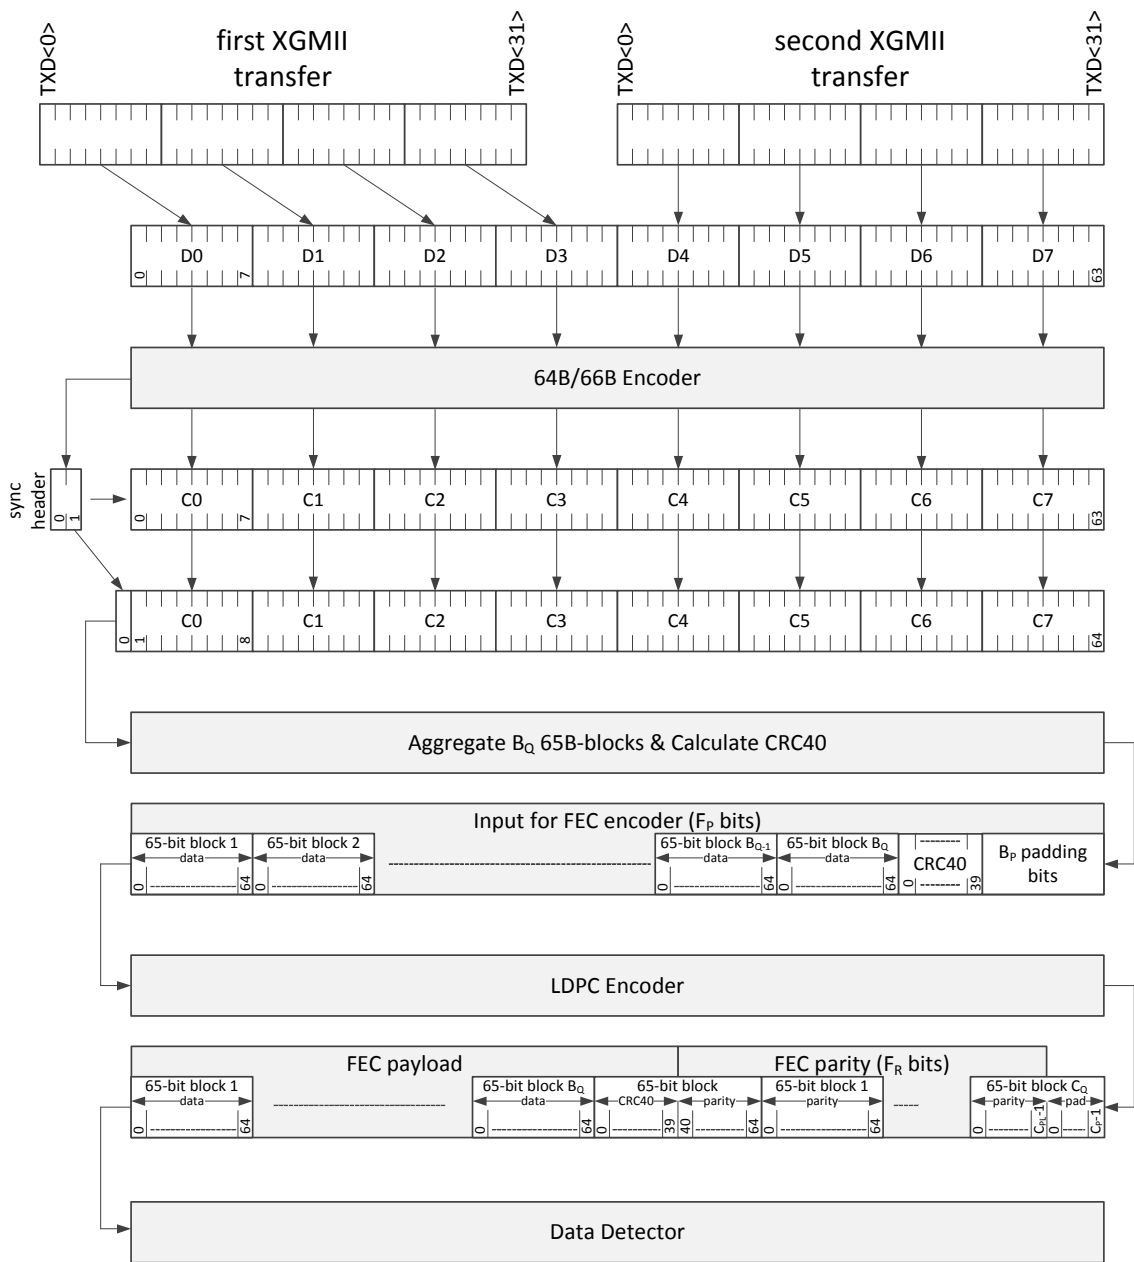 TXD<0>
first XGMII
transfer
TXD<31>
TXD<0>
second XGMII
transfer
TXD<31>
D0 D1 D2 D3 D4 D5 D6 D7
0 7 63
64B/66B Encoder
sync
header
0 1
C0 C1 C2 C3 C4 C5 C6 C7
0 7 63
C0 C1 C2 C3 C4 C5 C6 C7
0 1 8 64
Aggregate BQ 65B-blocks & Calculate CRC40
Input for FEC encoder (FP bits)
65-bit block 1 65-bit block 2 65-bit block BQ-1 65-bit block BQ
data data data data
CRC40
BP padding
bits
0 64 0 64 0 64 0 64 0 39
LDPC Encoder
FEC payload FEC parity (FR bits)
65-bit block 1 65-bit block BQ 65-bit block 65-bit block 1 65-bit block CQ
data data CRC40 parity parity parity pad
0 64 0 64 0 39 40 64 0 64 0 CPL-1 0 CP-1
Data Detector